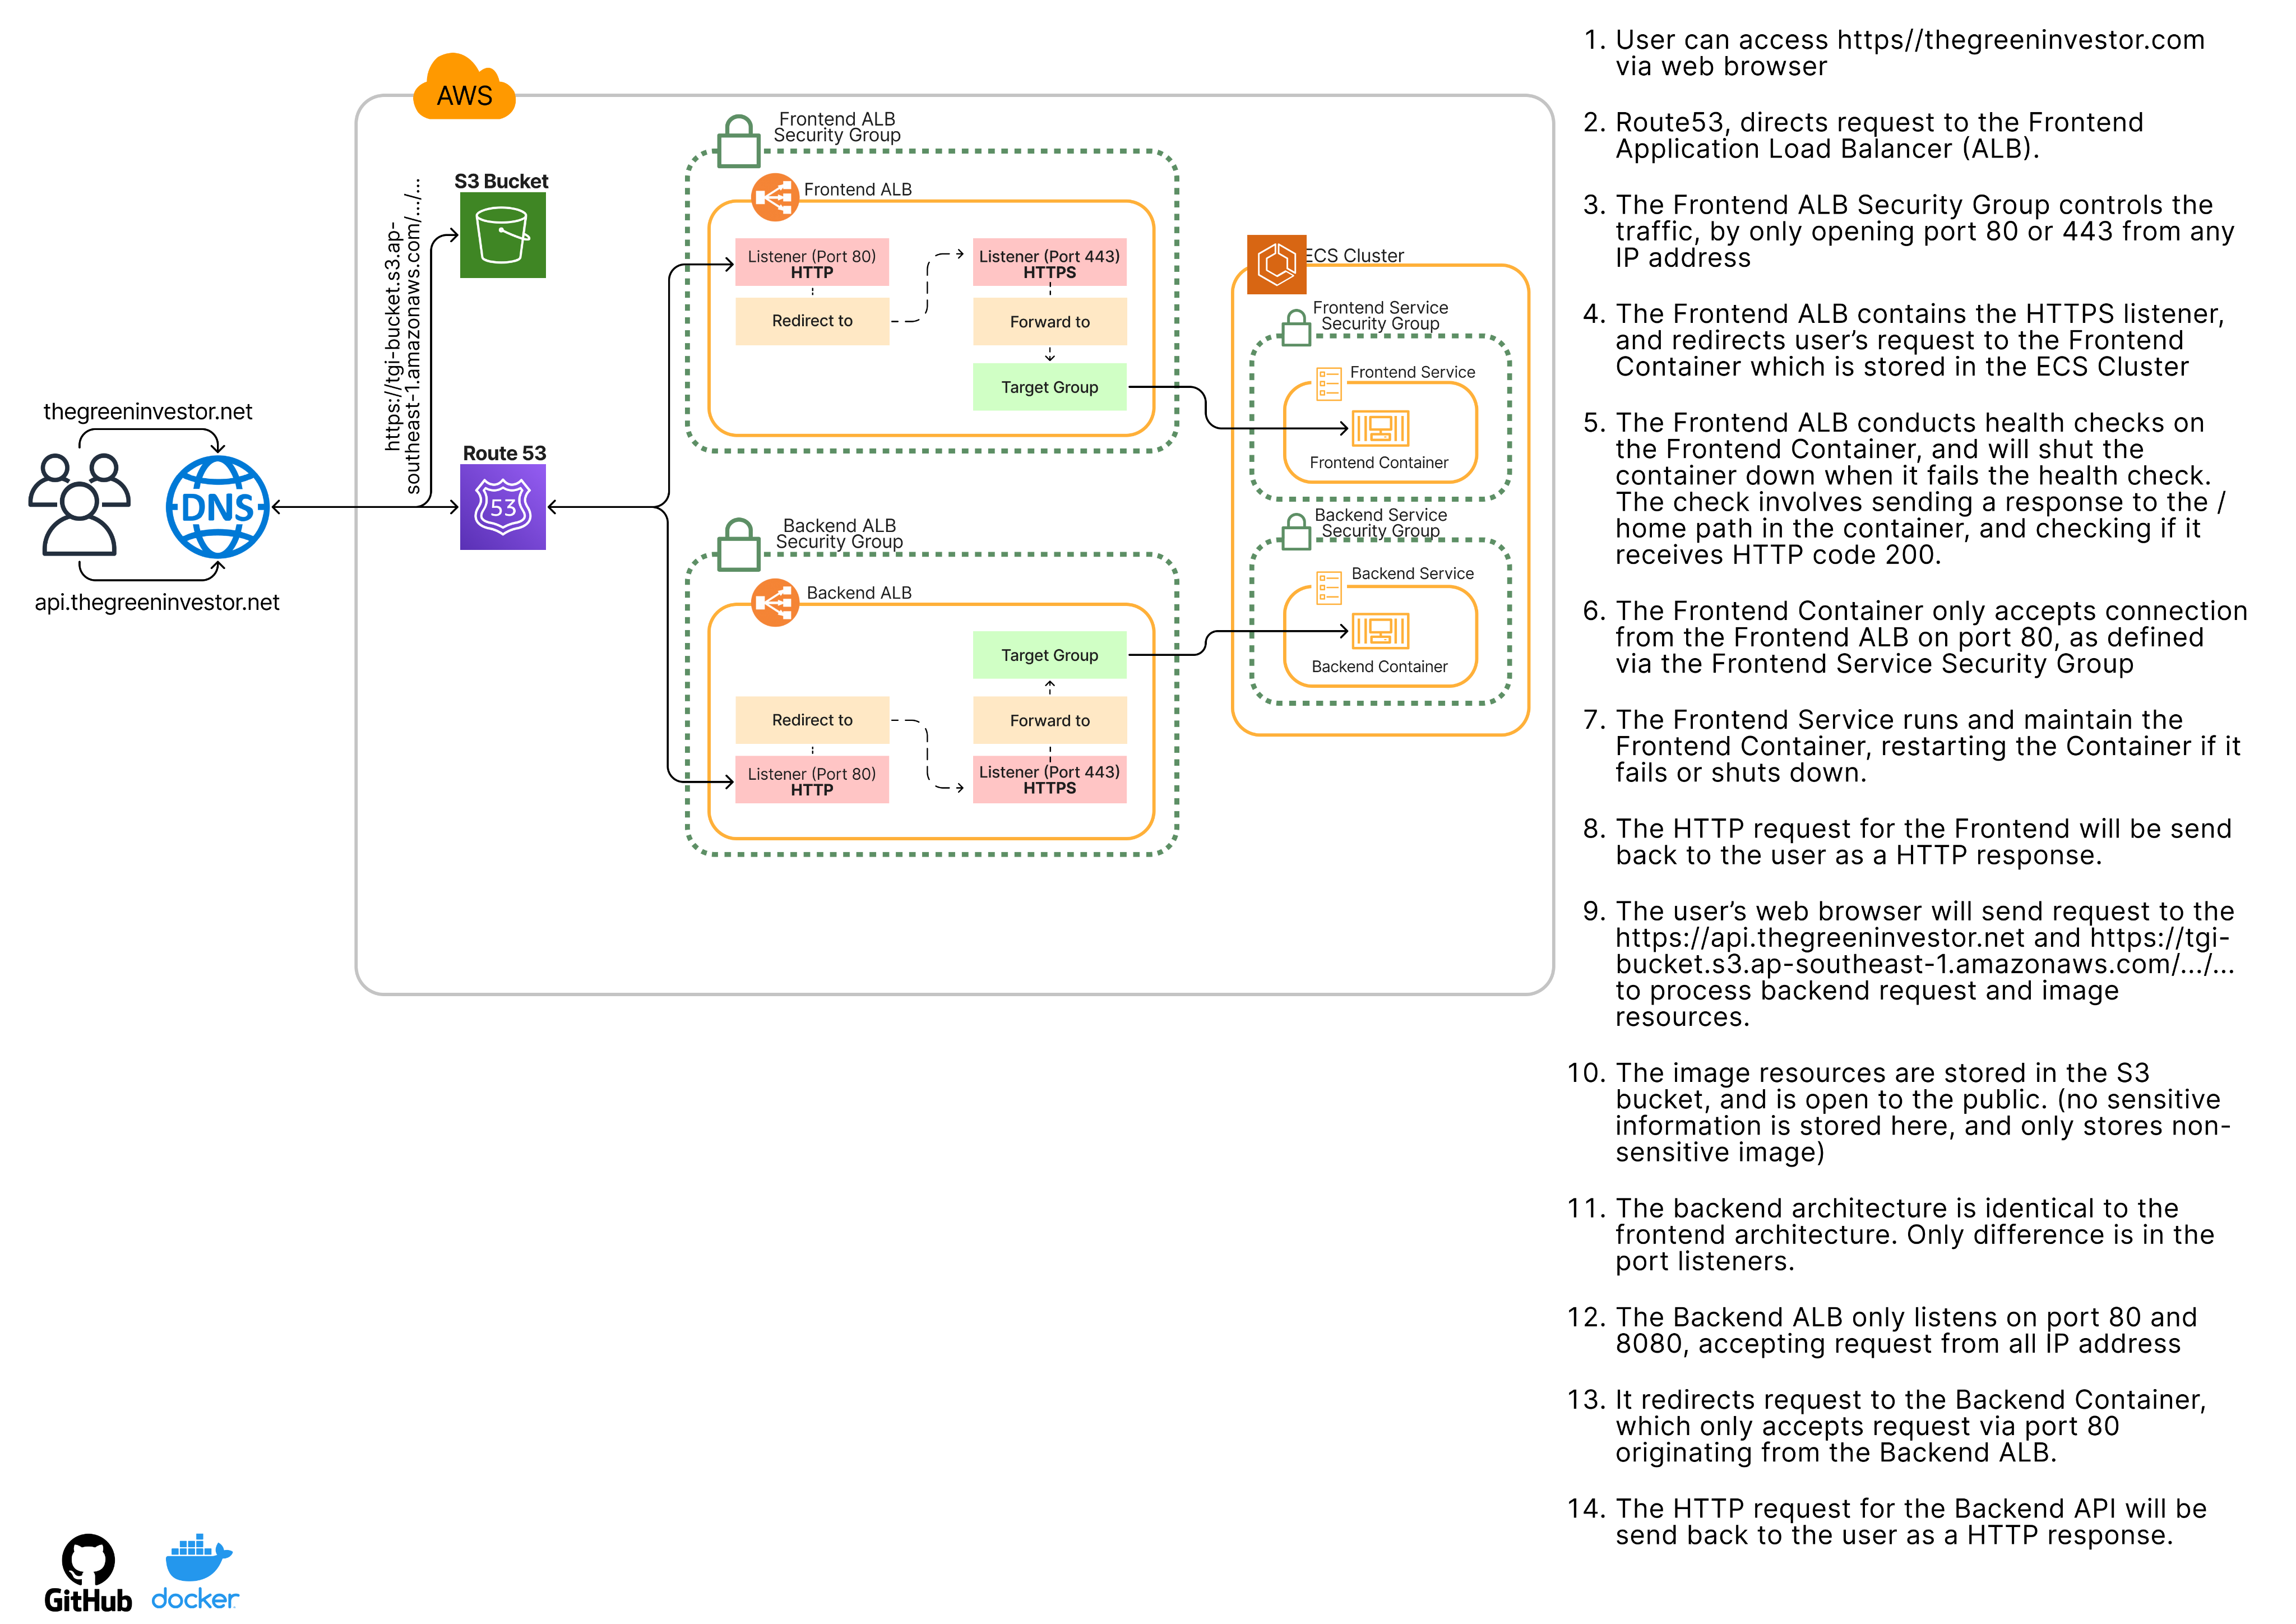 AWS
S3 Bucket
https://tgi-bucket.s3.ap-
southeast-1.amazonaws.com/.../...
thegreeninvestor.net
DNS
api.thegreeninvestor.net
Route 53
53
Frontend ALB
Security Group
Frontend ALB
Listener (Port 80)
HTTP
Redirect to
Listener (Port 443)
HTTPS
Forward to
Target Group
Backend ALB
Security Group
Backend ALB
Target Group
Redirect to
Forward to
Listener (Port 80)
HTTP
Listener (Port 443)
HTTPS
ECS Cluster
Frontend Service
Security Group
Frontend Service
Frontend Container
Backend Service
Security Group
Backend Service
Backend Container
1. User can access https//thegreeninvestor.com
via web browser
2. Route53, directs request to the Frontend
Application Load Balancer (ALB).
3. The Frontend ALB Security Group controls the
traffic, by only opening port 80 or 443 from any
IP address
4. The Frontend ALB contains the HTTPS listener,
and redirects user’s request to the Frontend
Container which is stored in the ECS Cluster
5. The Frontend ALB conducts health checks on
the Frontend Container, and will shut the
container down when it fails the health check.
The check involves sending a response to the /
home path in the container, and checking if it
receives HTTP code 200.
6. The Frontend Container only accepts connection
from the Frontend ALB on port 80, as defined
via the Frontend Service Security Group
7. The Frontend Service runs and maintain the
Frontend Container, restarting the Container if it
fails or shuts down.
8. The HTTP request for the Frontend will be send
back to the user as a HTTP response.
9. The user’s web browser will send request to the
https://api.thegreeninvestor.net and https://tgi-
bucket.s3.ap-southeast-1.amazonaws.com/.../...
to process backend request and image
resources.
10. The image resources are stored in the S3
bucket, and is open to the public. (no sensitive
information is stored here, and only stores non-
sensitive image)
11. The backend architecture is identical to the
frontend architecture. Only difference is in the
port listeners.
12. The Backend ALB only listens on port 80 and
8080, accepting request from all IP address
13. It redirects request to the Backend Container,
which only accepts request via port 80
originating from the Backend ALB.
14. The HTTP request for the Backend API will be
send back to the user as a HTTP response.
GitHub
docker